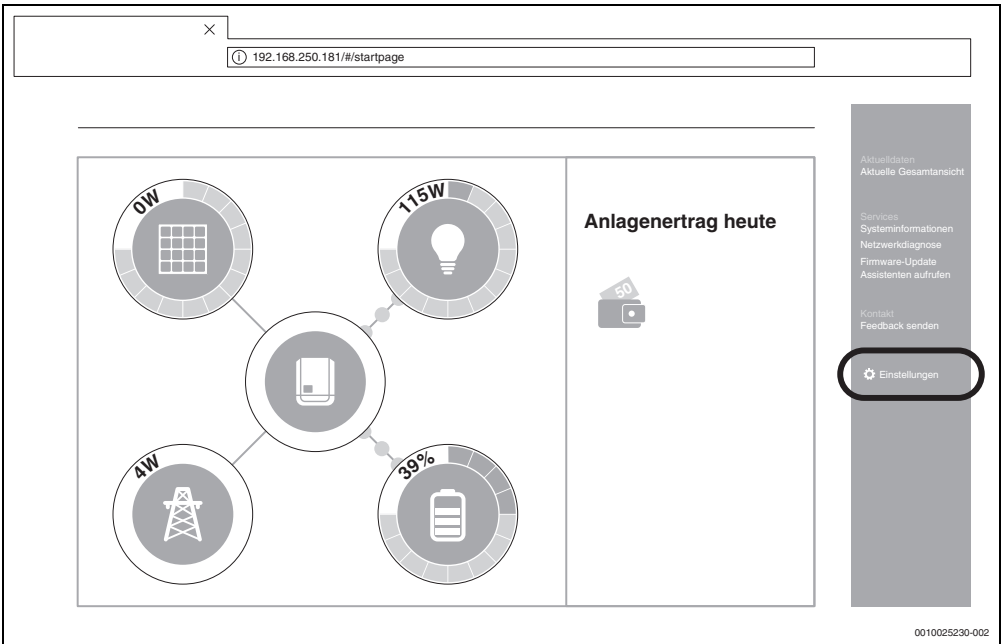 192.168.250.181/#/startpage
0W
115W
4W
39%
Anlagenertrag heute
50
Aktuelldaten
Aktuelle Gesamtansicht
Services
Systeminformationen
Netzwerkdiagnose
Firmware-Update
Assistenten aufrufen
Kontakt
Feedback senden
Einstellungen
0010025230-002